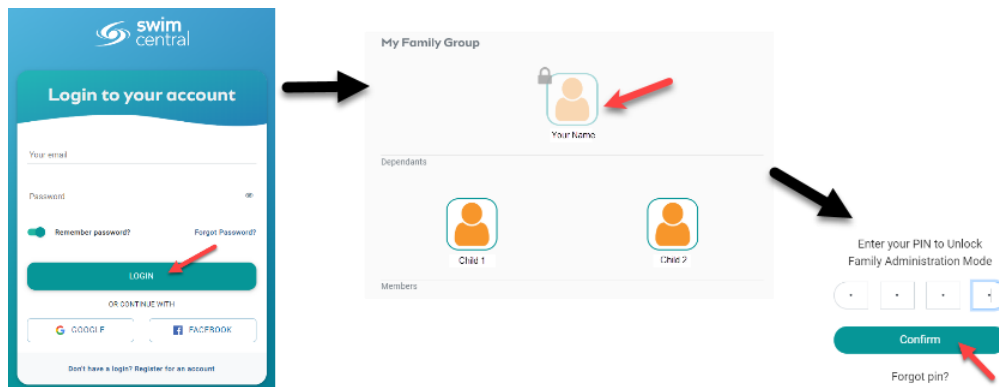 swim
central
Login to your account
Your email
Password
Remember password?
Forgot Password?
LOGIN
OR CONTINUE WITH
GOOGLE
FACEBOOK
Don't have a login? Register for an account
My Family Group
Your Name
Dependants
Child 1
Child 2
Members
Enter your PIN to Unlock
Family Administration Mode
Confirm
Forgot pin?